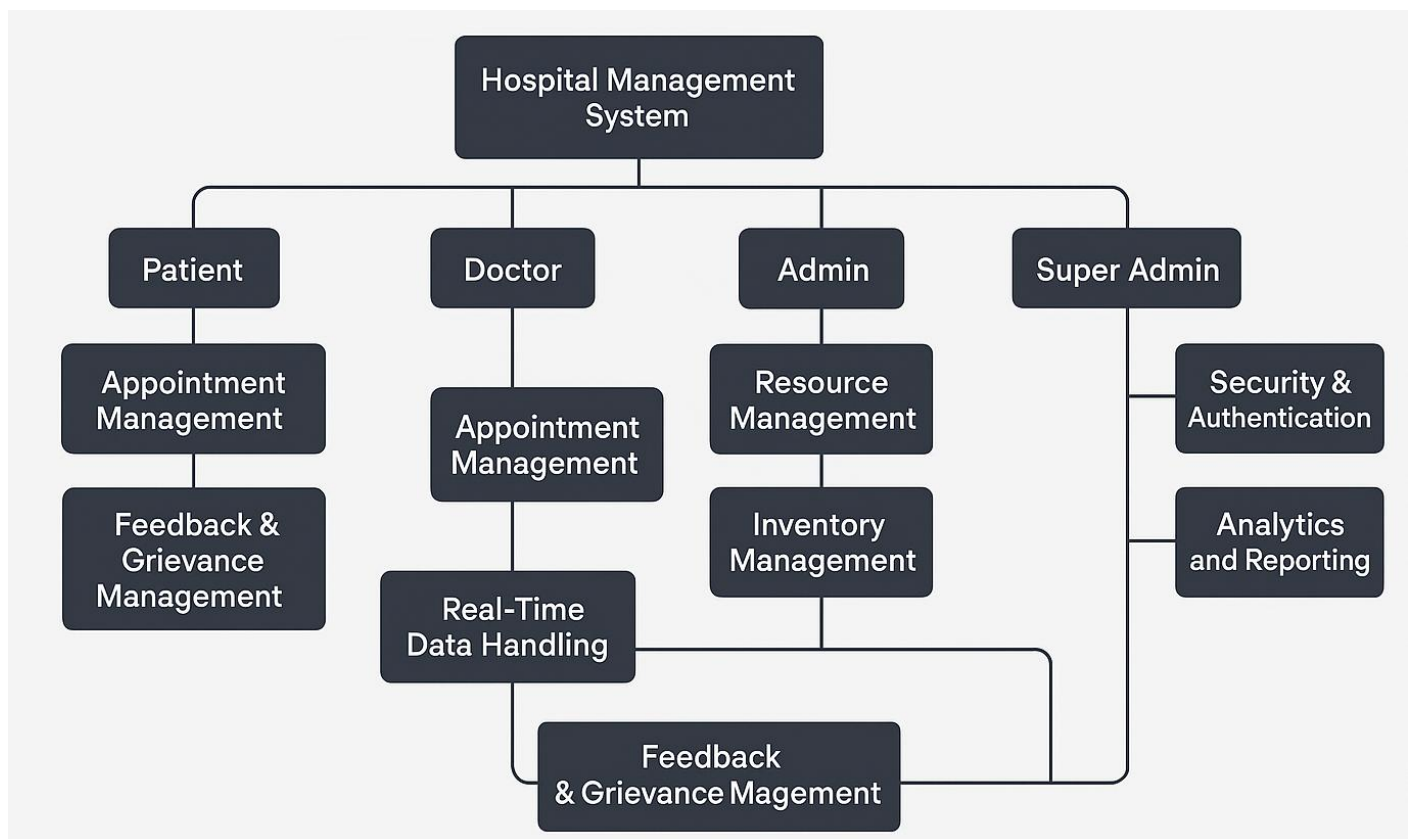 Hospital Management
System
Patient
Doctor
Admin
Super Admin
Appointment
Management
Feedback &
Grievance
Management
Appointment
Management
Real-Time
Data Handling
Resource
Management
Inventory
Management
Security &
Authentication
Analytics
and Reporting
Feedback
& Grievance Magement